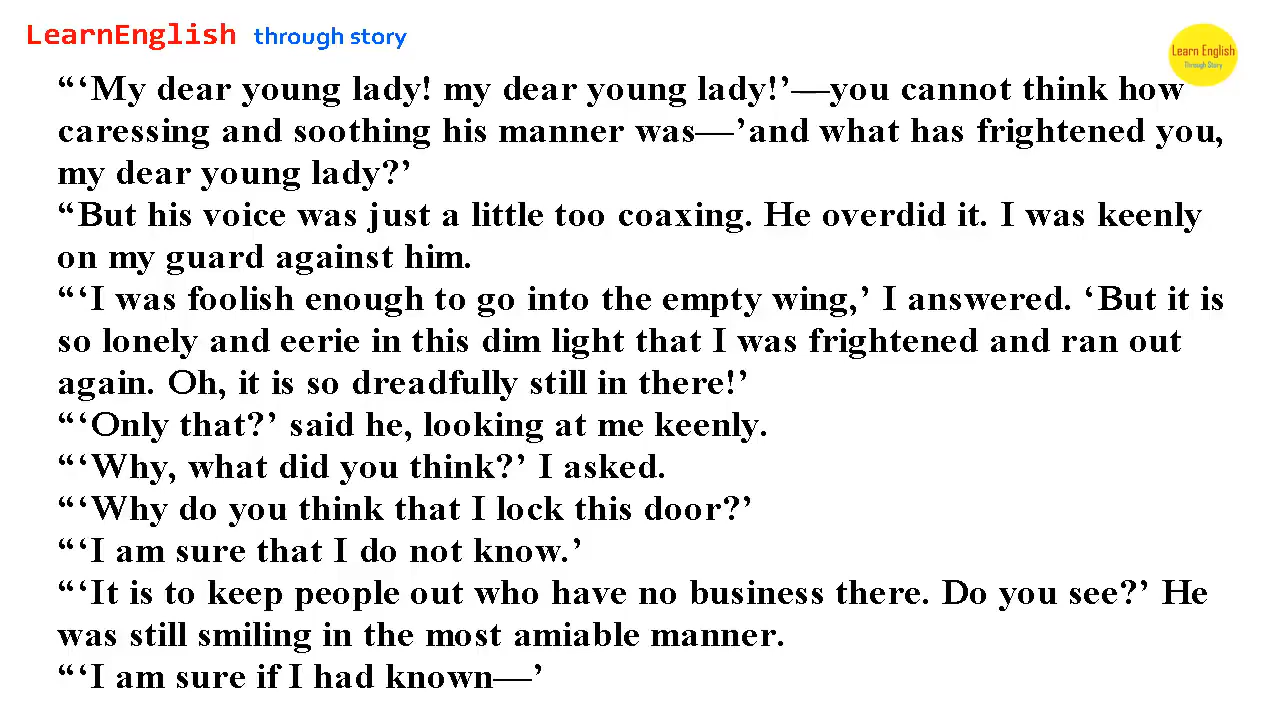 LearnEnglish through story
Learn English
Through Story
“‘My dear young lady! my dear young lady!’—you cannot think how
caressing and soothing his manner was—’and what has frightened you,
my dear young lady?’
“But his voice was just a little too coaxing. He overdid it. I was keenly
on my guard against him.
“‘I was foolish enough to go into the empty wing,’ I answered. ‘But it is
so lonely and eerie in this dim light that I was frightened and ran out
again. Oh, it is so dreadfully still in there!’
“‘Only that?’ said he, looking at me keenly.
“‘Why, what did you think?’ I asked.
“‘Why do you think that I lock this door?’
“‘I am sure that I do not know.’
“‘It is to keep people out who have no business there. Do you see?’ He
was still smiling in the most amiable manner.
“‘I am sure if I had known—’